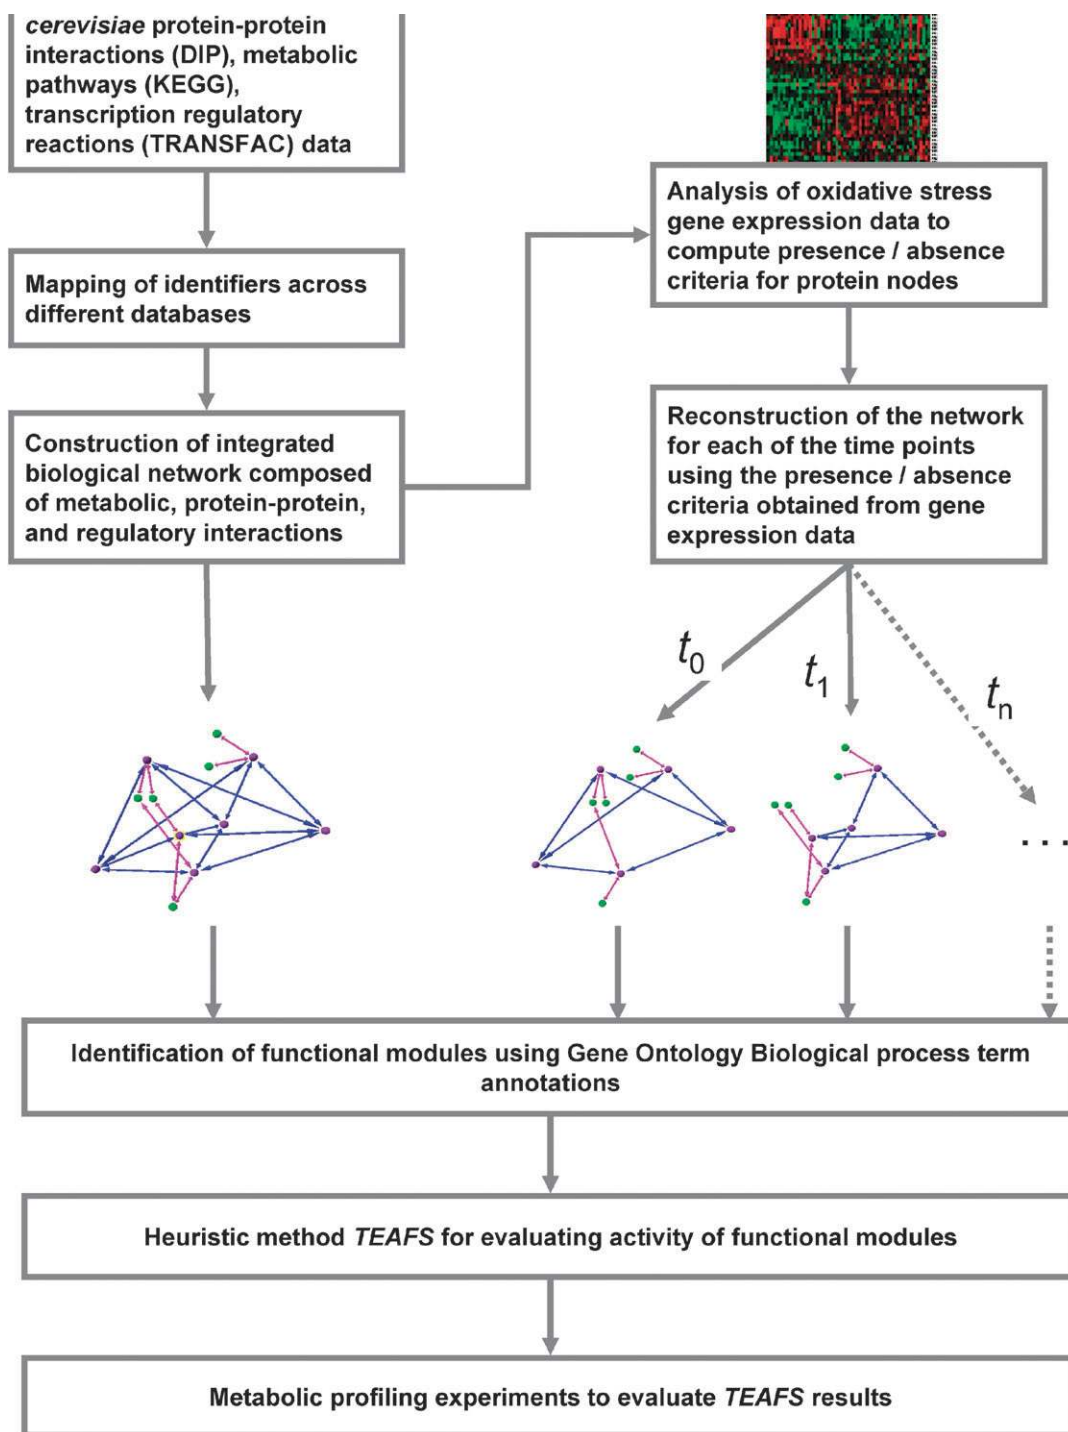 cerevisiae protein-protein
interactions (DIP), metabolic
pathways (KEGG),
transcription regulatory
reactions (TRANSFAC) data
Mapping of identifiers across
different databases
Construction of integrated
biological network composed
of metabolic, protein-protein,
and regulatory interactions
Analysis of oxidative stress
gene expression data to
compute presence / absence
criteria for protein nodes
Reconstruction of the network
for each of the time points
using the presence / absence
criteria obtained from gene
expression data
t0
t1
tn
...
Identification of functional modules using Gene Ontology Biological process term
annotations
Heuristic method TEAFS for evaluating activity of functional modules
Metabolic profiling experiments to evaluate TEAFS results